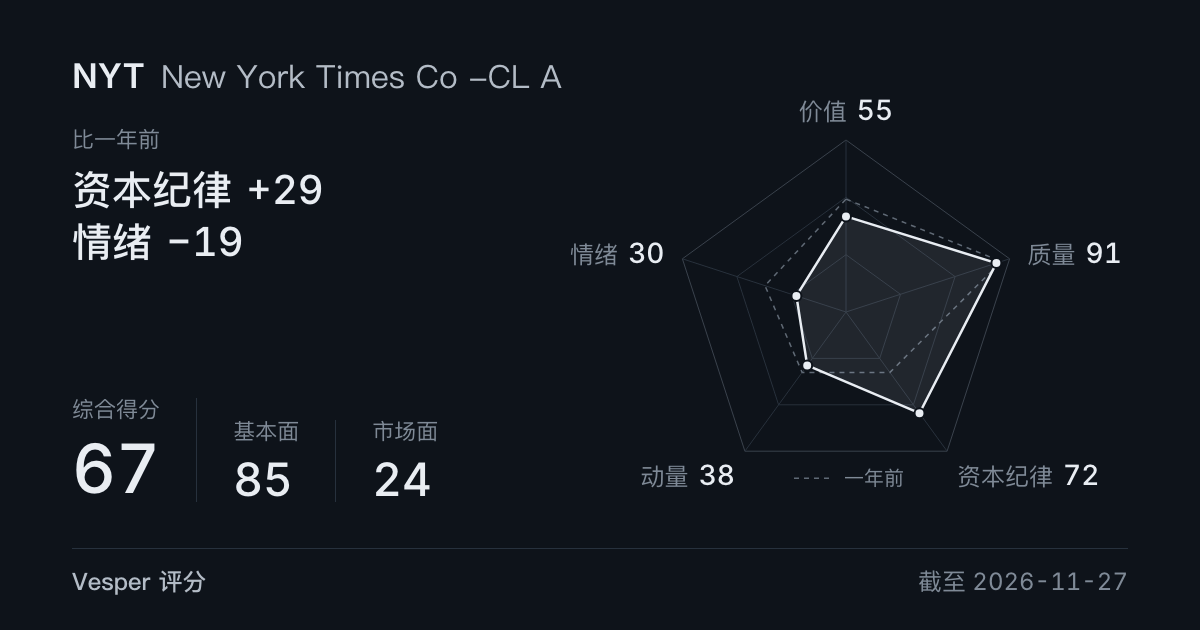 NYT New York Times Co –CL A
比一年前
资本纪律 +29
情绪 −19
价值 55
情绪 30
质量 91
动量 38
---- 一年前
资本纪律 72
综合得分
67
基本面
85
市场面
24
Vesper 评分
截至 2026-11-27